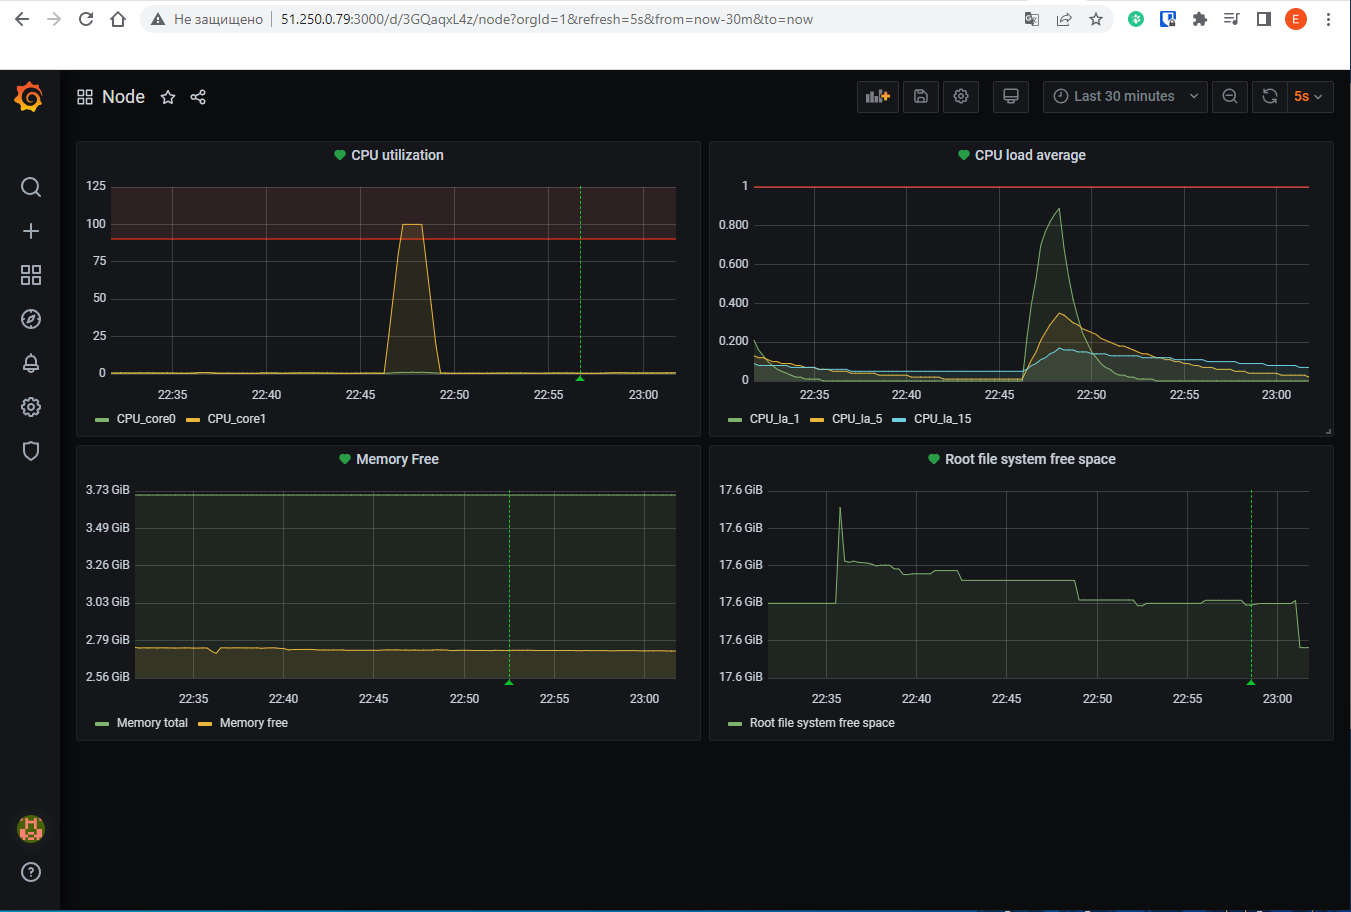 Не защищено 51.250.0.79:3000/d/3GQaqxL4z/node?orgId=1&refresh=5s&from=now-30m&to=now
E
Node
Last 30 minutes
5s
CPU utilization
125
100
75
50
25
0
22:35 22:40 22:45 22:50 22:55 23:00
CPU_core0 CPU_core1
CPU load average
1
0.800
0.600
0.400
0.200
0
22:35 22:40 22:45 22:50 22:55 23:00
CPU_la_1 CPU_la_5 CPU_la_15
Memory Free
3.73 GiB
3.49 GiB
3.26 GiB
3.03 GiB
2.79 GiB
2.56 GiB
22:35 22:40 22:45 22:50 22:55 23:00
Memory total Memory free
Root file system free space
17.6 GiB
17.6 GiB
17.6 GiB
17.6 GiB
17.6 GiB
17.6 GiB
22:35 22:40 22:45 22:50 22:55 23:00
Root file system free space